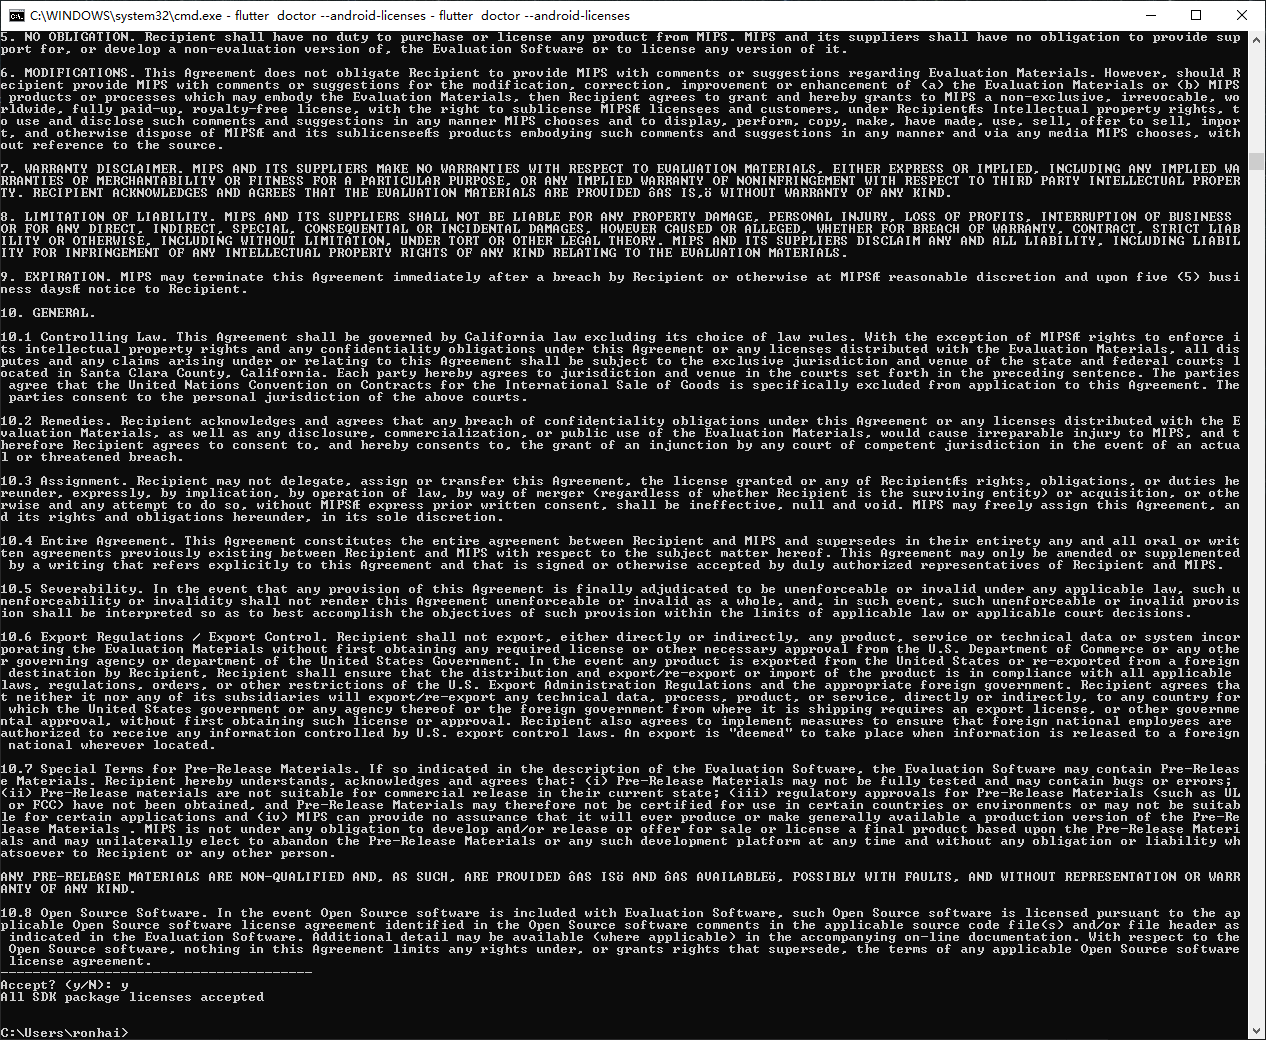 C:\WINDOWS\system32\cmd.exe - flutter  doctor --android-licenses - flutter  doctor --android-licenses
5. NO OBLIGATION. Recipient shall have no duty to purchase or license any product from MIPS. MIPS and its suppliers shall have no obligation to provide sup
port for, or develop a non-evaluation version of, the Evaluation Software or to license any version of it.
6. MODIFICATIONS. This Agreement does not obligate Recipient to provide MIPS with comments or suggestions regarding Evaluation Materials. However, should R
ecipient provide MIPS with comments or suggestions for the modification, correction, improvement or enhancement of (a) the Evaluation Materials or (b) MIPS
 products or processes which may embody the Evaluation Materials, then Recipient agrees to grant and hereby grants to MIPS a non-exclusive, irrevocable, wo
rldwide, fully paid-up, royalty-free license, with the right to sublicense MIPSÆ licensees and customers, under RecipientÆs Intellectual property rights, t
o use and disclose such comments and suggestions in any manner MIPS chooses and to display, perform, copy, make, have made, use, sell, offer to sell, impor
t, and otherwise dispose of MIPSÆ and its sublicenseeÆs products embodying such comments and suggestions in any manner and via any media MIPS chooses, with
out reference to the source.
7. WARRANTY DISCLAIMER. MIPS AND ITS SUPPLIERS MAKE NO WARRANTIES WITH RESPECT TO EVALUATION MATERIALS, EITHER EXPRESS OR IMPLIED, INCLUDING ANY IMPLIED WA
RRANTIES OF MERCHANTABILITY OR FITNESS FOR A PARTICULAR PURPOSE, OR ANY IMPLIED WARRANTY OF NONINFRINGEMENT WITH RESPECT TO THIRD PARTY INTELLECTUAL PROPER
TY. RECIPIENT ACKNOWLEDGES AND AGREES THAT THE EVALUATION MATERIALS ARE PROVIDED ôAS IS,ö WITHOUT WARRANTY OF ANY KIND.
8. LIMITATION OF LIABILITY. MIPS AND ITS SUPPLIERS SHALL NOT BE LIABLE FOR ANY PROPERTY DAMAGE, PERSONAL INJURY, LOSS OF PROFITS, INTERRUPTION OF BUSINESS
OR FOR ANY DIRECT, INDIRECT, SPECIAL, CONSEQUENTIAL OR INCIDENTAL DAMAGES, HOWEVER CAUSED OR ALLEGED, WHETHER FOR BREACH OF WARRANTY, CONTRACT, STRICT LIAB
ILITY OR OTHERWISE, INCLUDING WITHOUT LIMITATION, UNDER TORT OR OTHER LEGAL THEORY. MIPS AND ITS SUPPLIERS DISCLAIM ANY AND ALL LIABILITY, INCLUDING LIABIL
ITY FOR INFRINGEMENT OF ANY INTELLECTUAL PROPERTY RIGHTS OF ANY KIND RELATING TO THE EVALUATION MATERIALS.
9. EXPIRATION. MIPS may terminate this Agreement immediately after a breach by Recipient or otherwise at MIPSÆ reasonable discretion and upon five (5) busi
ness daysÆ notice to Recipient.
10. GENERAL.
10.1 Controlling Law. This Agreement shall be governed by California law excluding its choice of law rules. With the exception of MIPSÆ rights to enforce i
ts intellectual property rights and any confidentiality obligations under this Agreement or any licenses distributed with the Evaluation Materials, all dis
putes and any claims arising under or relating to this Agreement shall be subject to the exclusive jurisdiction and venue of the state and federal courts l
ocated in Santa Clara County, California. Each party hereby agrees to jurisdiction and venue in the courts set forth in the preceding sentence. The parties
 agree that the United Nations Convention on Contracts for the International Sale of Goods is specifically excluded from application to this Agreement. The
 parties consent to the personal jurisdiction of the above courts.
10.2 Remedies. Recipient acknowledges and agrees that any breach of confidentiality obligations under this Agreement or any licenses distributed with the E
valuation Materials, as well as any disclosure, commercialization, or public use of the Evaluation Materials, would cause irreparable injury to MIPS, and t
herefore Recipient agrees to consent to, and hereby consents to, the grant of an injunction by any court of competent jurisdiction in the event of an actua
l or threatened breach.
10.3 Assignment. Recipient may not delegate, assign or transfer this Agreement, the license granted or any of RecipientÆs rights, obligations, or duties he
reunder, expressly, by implication, by operation of law, by way of merger (regardless of whether Recipient is the surviving entity) or acquisition, or othe
rwise and any attempt to do so, without MIPSÆ express prior written consent, shall be ineffective, null and void. MIPS may freely assign this Agreement, an
d its rights and obligations hereunder, in its sole discretion.
10.4 Entire Agreement. This Agreement constitutes the entire agreement between Recipient and MIPS and supersedes in their entirety any and all oral or writ
ten agreements previously existing between Recipient and MIPS with respect to the subject matter hereof. This Agreement may only be amended or supplemented
 by a writing that refers explicitly to this Agreement and that is signed or otherwise accepted by duly authorized representatives of Recipient and MIPS.
10.5 Severability. In the event that any provision of this Agreement is finally adjudicated to be unenforceable or invalid under any applicable law, such u
nenforceability or invalidity shall not render this Agreement unenforceable or invalid as a whole, and, in such event, such unenforceable or invalid provis
ion shall be interpreted so as to best accomplish the objectives of such provision within the limits of applicable law or applicable court decisions.
10.6 Export Regulations / Export Control. Recipient shall not export, either directly or indirectly, any product, service or technical data or system incor
porating the Evaluation Materials without first obtaining any required license or other necessary approval from the U.S. Department of Commerce or any othe
r governing agency or department of the United States Government. In the event any product is exported from the United States or re-exported from a foreign
 destination by Recipient, Recipient shall ensure that the distribution and export/re-export or import of the product is in compliance with all applicable
laws, regulations, orders, or other restrictions of the U.S. Export Administration Regulations and the appropriate foreign government. Recipient agrees tha
t neither it nor any of its subsidiaries will export/re-export any technical data, process, product, or service, directly or indirectly, to any country for
 which the United States government or any agency thereof or the foreign government from where it is shipping requires an export license, or other governme
ntal approval, without first obtaining such license or approval. Recipient also agrees to implement measures to ensure that foreign national employees are
authorized to receive any information controlled by U.S. export control laws. An export is "deemed" to take place when information is released to a foreign
 national wherever located.
10.7 Special Terms for Pre-Release Materials. If so indicated in the description of the Evaluation Software, the Evaluation Software may contain Pre-Releas
e Materials. Recipient hereby understands, acknowledges and agrees that: (i) Pre-Release Materials may not be fully tested and may contain bugs or errors;
(ii) Pre-Release materials are not suitable for commercial release in their current state; (iii) regulatory approvals for Pre-Release Materials (such as UL
 or FCC) have not been obtained, and Pre-Release Materials may therefore not be certified for use in certain countries or environments or may not be suitab
le for certain applications and (iv) MIPS can provide no assurance that it will ever produce or make generally available a production version of the Pre-Re
lease Materials . MIPS is not under any obligation to develop and/or release or offer for sale or license a final product based upon the Pre-Release Materi
als and may unilaterally elect to abandon the Pre-Release Materials or any such development platform at any time and without any obligation or liability wh
atsoever to Recipient or any other person.
ANY PRE-RELEASE MATERIALS ARE NON-QUALIFIED AND, AS SUCH, ARE PROVIDED ôAS ISö AND ôAS AVAILABLEö, POSSIBLY WITH FAULTS, AND WITHOUT REPRESENTATION OR WARR
ANTY OF ANY KIND.
10.8 Open Source Software. In the event Open Source software is included with Evaluation Software, such Open Source software is licensed pursuant to the ap
plicable Open Source software license agreement identified in the Open Source software comments in the applicable source code file(s) and/or file header as
 indicated in the Evaluation Software. Additional detail may be available (where applicable) in the accompanying on-line documentation. With respect to the
 Open Source software, nothing in this Agreement limits any rights under, or grants rights that supersede, the terms of any applicable Open Source software
 license agreement.
---------------------------------------
Accept? (y/N): y
All SDK package licenses accepted
C:\Users\ronhai>